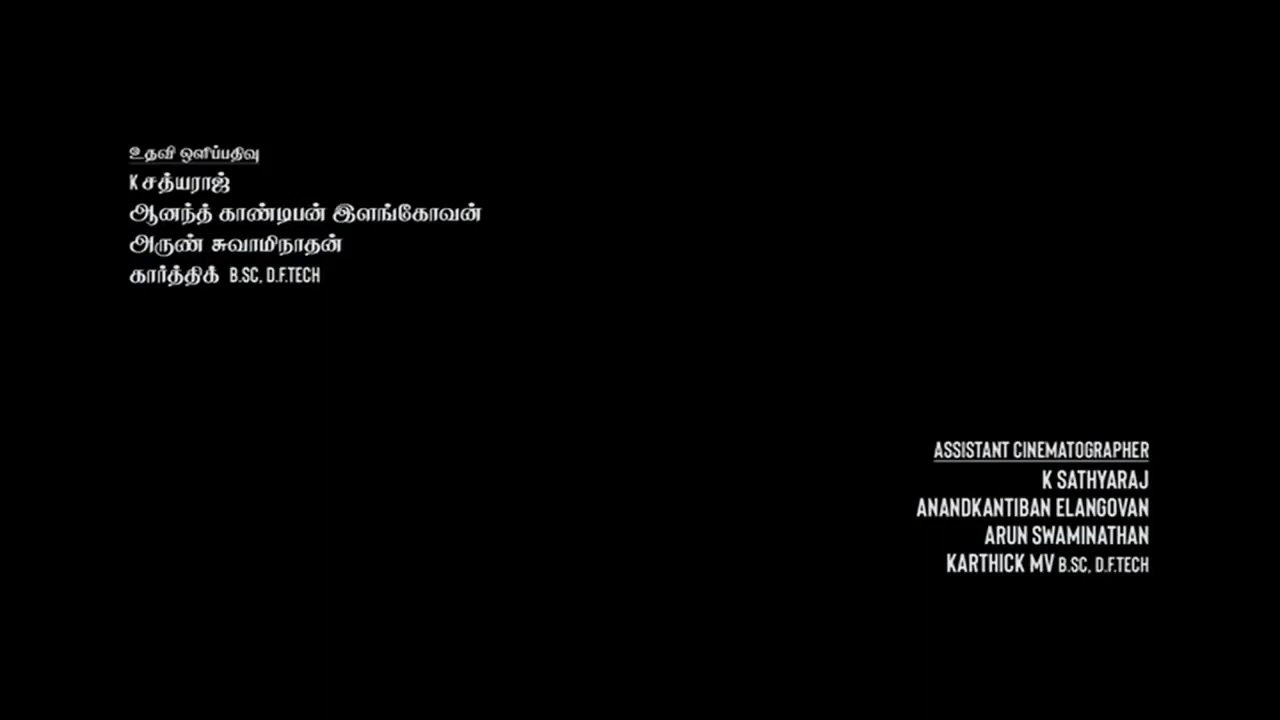 உதவி ஒளிப்பதிவு
K சத்யராஜ்
ஆனந்த் காண்டிபன் இளங்கோவன்
அருண் சுவாமிநாதன்
கார்த்திக் B.SC, D.F.TECH
ASSISTANT CINEMATOGRAPHER
K SATHYARAJ
ANANDKANTIBAN ELANGOVAN
ARUN SWAMINATHAN
KARTHICK MV B.SC, D.F.TECH